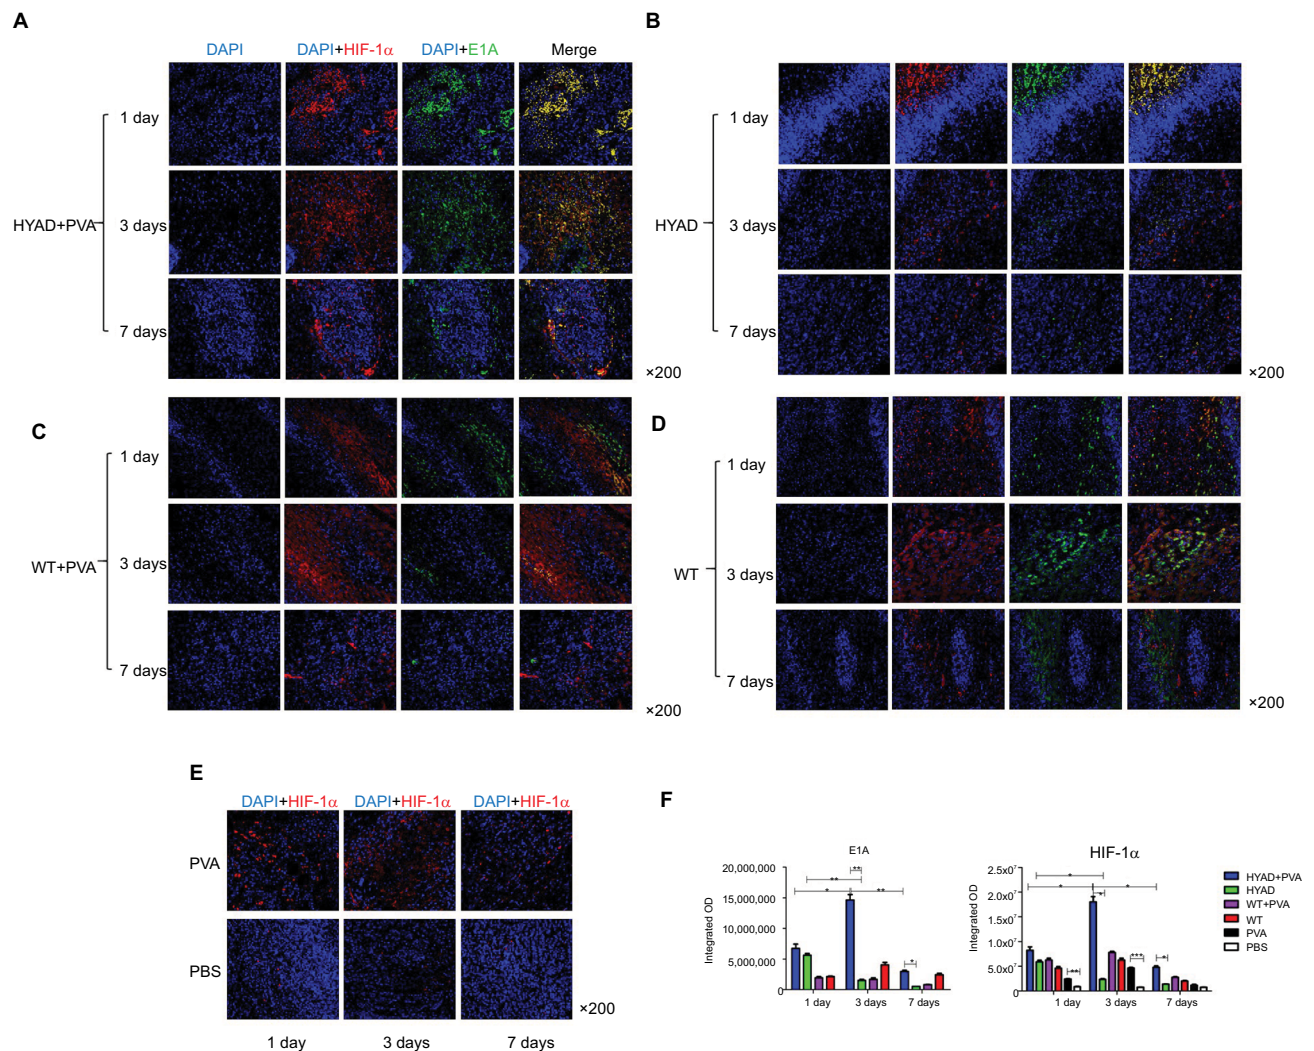 A
DAPI
DAPI+HIF-1α
DAPI+E1A
Merge
1 day
HYAD+PVA
3 days
7 days
×200
B
1 day
HYAD
3 days
7 days
×200
C
1 day
WT+PVA
3 days
7 days
×200
D
1 day
WT
3 days
7 days
×200
E
DAPI+HIF-1α DAPI+HIF-1α DAPI+HIF-1α
PVA
PBS
×200
1 day 3 days 7 days
F
E1A
Integrated OD
20,000,000
15,000,000
10,000,000
5,000,000
0
** ** * ** *
1 day 3 days 7 days
HIF-1α
Integrated OD
2.5x0⁷
2.0x0⁷
1.5x0⁷
1.0x0⁷
5.0x0⁷
0
* * * * ** *** *
1 day 3 days 7 days
HYAD+PVA
HYAD
WT+PVA
WT
PVA
PBS